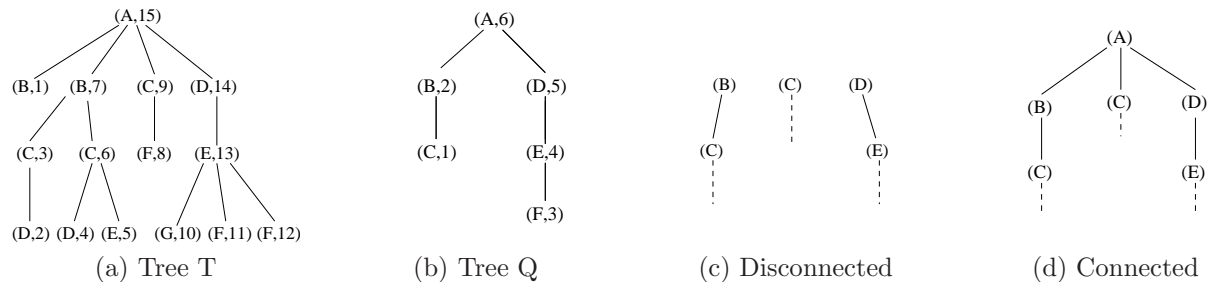 (A,15)
(B,1) (B,7) (C,9) (D,14)
(C,3) (C,6) (F,8) (E,13)
(D,2) (D,4) (E,5) (G,10) (F,11) (F,12)
(a) Tree T
(A,6)
(B,2) (D,5)
(C,1) (E,4)
(F,3)
(b) Tree Q
(B) (C) (D)
(C) (E)
(c) Disconnected
(A)
(B) (C) (D)
(C) (E)
(d) Connected